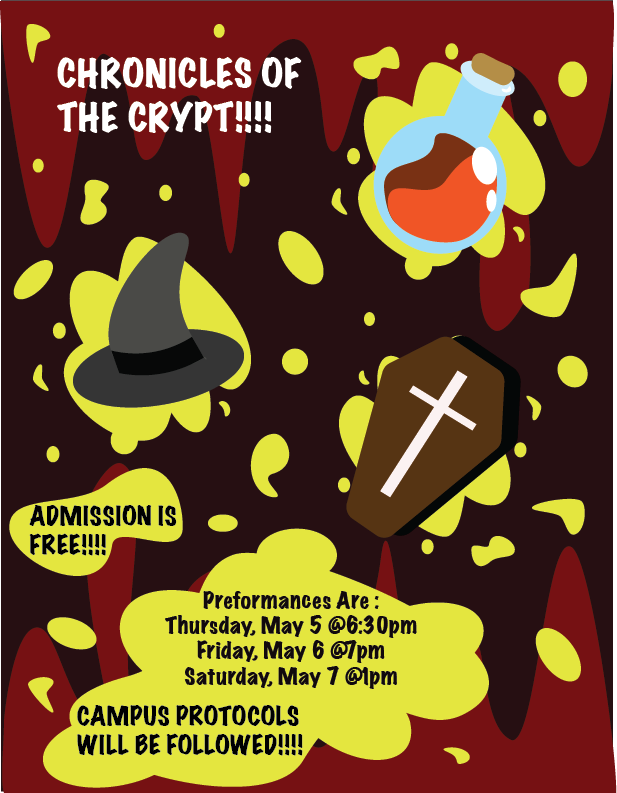 CHRONICLES OF
THE CRYPT!!!!
ADMISSION IS
FREE!!!!
Preformances Are :
Thursday, May 5 @6:30pm
Friday, May 6 @7pm
Saturday, May 7 @1pm
CAMPUS PROTOCOLS
WILL BE FOLLOWED!!!!